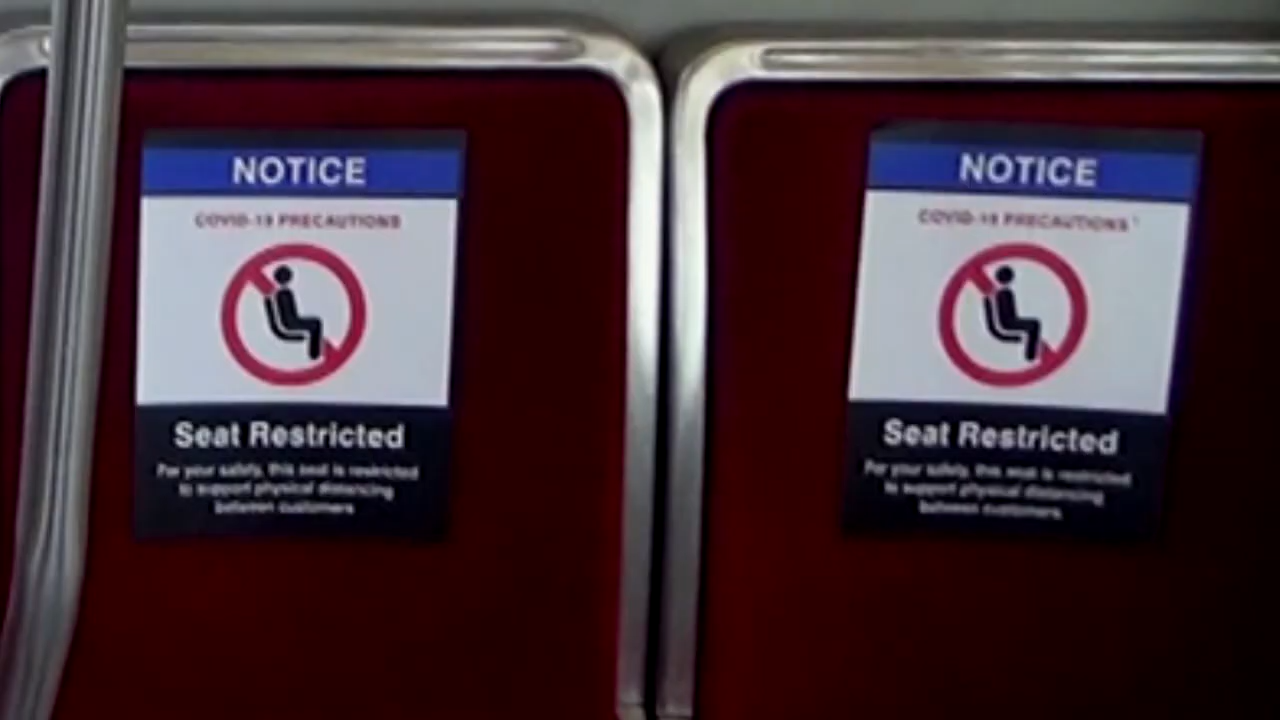 NOTICE
COVID-19 PRECAUTIONS
Seat Restricted
For your safety, this seat is restricted
to support physical distancing
between customers
NOTICE
COVID-19 PRECAUTIONS
Seat Restricted
For your safety, this seat is restricted
to support physical distancing
between customers